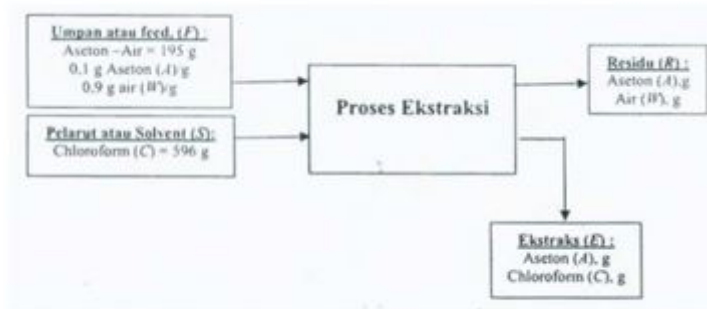 Umpan atau feed, (F) :
Aseton –Air = 195 g
0,1 g Aseton (A)/g
0,9 g air (W)/g
Pelarut atau Solvent (S):
Chloroform (C) = 596 g
Proses Ekstraksi
Residu (R) :
Aseton (A),g
Air (W), g
Ekstraks (E) :
Aseton (A), g
Chloroform (C), g